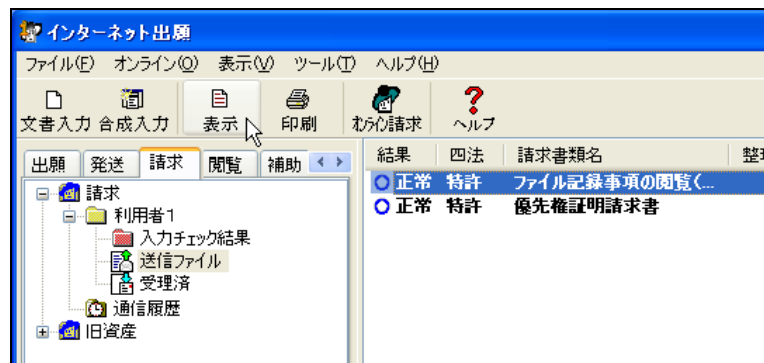 インターネット出願
ファイル(F) オンライン(O) 表示(V) ツール(T) ヘルプ(H)
文書入力 合成入力 表示 印刷 オンライン請求 ヘルプ
出願 発送 請求 閲覧 補助
結果 四法 請求書類名 整理
請求
利用者1
入力チェック結果
送信ファイル
受理済
通信履歴
旧資産
正常 特許 ファイル記録事項の閲覧(...
正常 特許 優先権証明請求書